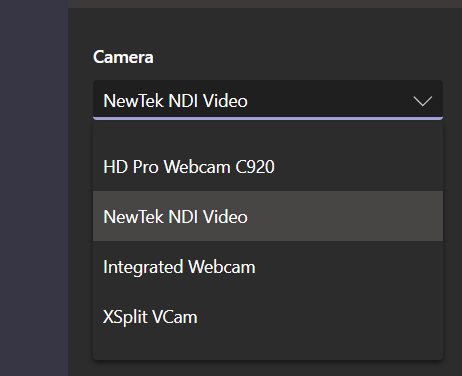 Camera
NewTek NDI Video
HD Pro Webcam C920
NewTek NDI Video
Integrated Webcam
XSplit VCam